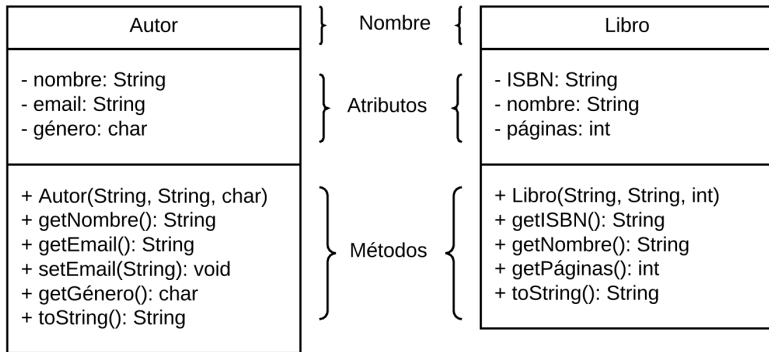 Autor
- nombre: String
- email: String
- género: char
+ Autor(String, String, char)
+ getNombre(): String
+ getEmail(): String
+ setEmail(String): void
+ getGénero(): char
+ toString(): String
Nombre
Atributos
Métodos
Libro
- ISBN: String
- nombre: String
- páginas: int
+ Libro(String, String, int)
+ getISBN(): String
+ getNombre(): String
+ getPáginas(): int
+ toString(): String